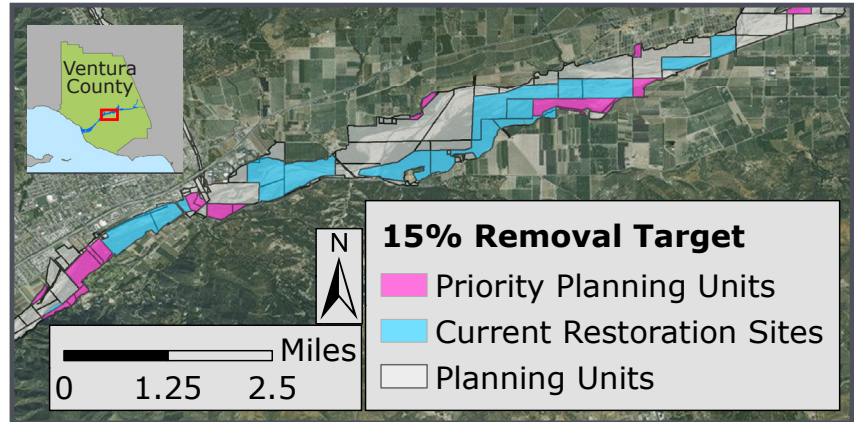 Ventura
County
N
15% Removal Target
Priority Planning Units
Current Restoration Sites
Planning Units
Miles
0 1.25 2.5